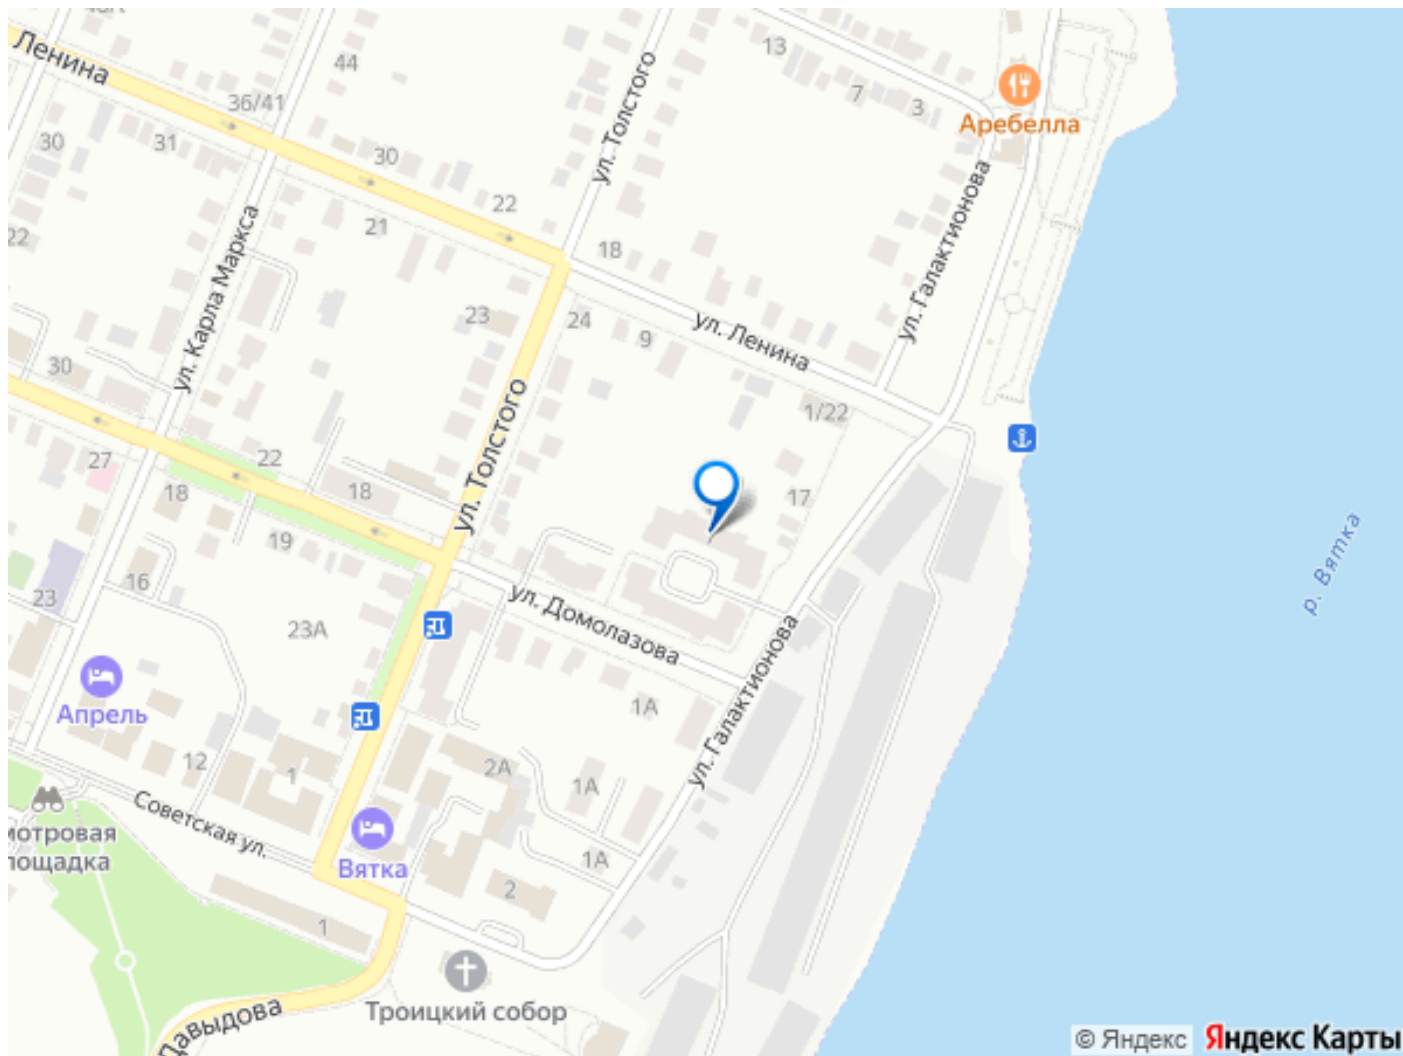 Ленина
13
44
7
3
36/41
Аребелла
30
31
30
ул. Толстого
22
21
22
18
ул. Галактионова
ул. Карла Маркса
23
24
9
ул. Ленина
30
1/22
27
22
18
18
17
ул. Толстого
19
16
23
23А
ул. Домолазова
р. Вятка
Апрель
1А
ул. Галактионова
12
1
2А
1А
мотровая
лощадка
Советская ул.
Вятка
1А
2
1
Троицкий собор
Давыдова
© Яндекс
Яндекс Карты